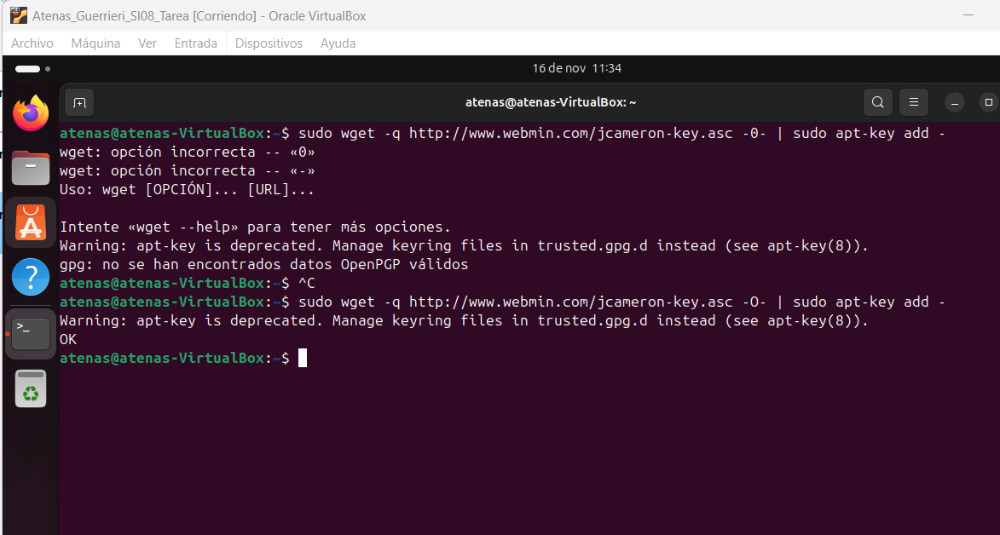 Atenas_Guerrieri_SI08_Tarea [Corriendo] - Oracle VirtualBox
Archivo Máquina Ver Entrada Dispositivos Ayuda
16 de nov 11:34
atenas@atenas-VirtualBox: ~
atenas@atenas-VirtualBox:~$ sudo wget -q http://www.webmin.com/jcameron-key.asc -0- | sudo apt-key add -
wget: opción incorrecta -- «0»
wget: opción incorrecta -- «-»
Uso: wget [OPCIÓN]... [URL]...
Intente «wget --help» para tener más opciones.
Warning: apt-key is deprecated. Manage keyring files in trusted.gpg.d instead (see apt-key(8)).
gpg: no se han encontrados datos OpenPGP válidos
atenas@atenas-VirtualBox:~$ ^C
atenas@atenas-VirtualBox:~$ sudo wget -q http://www.webmin.com/jcameron-key.asc -O- | sudo apt-key add -
Warning: apt-key is deprecated. Manage keyring files in trusted.gpg.d instead (see apt-key(8)).
OK
atenas@atenas-VirtualBox:~$